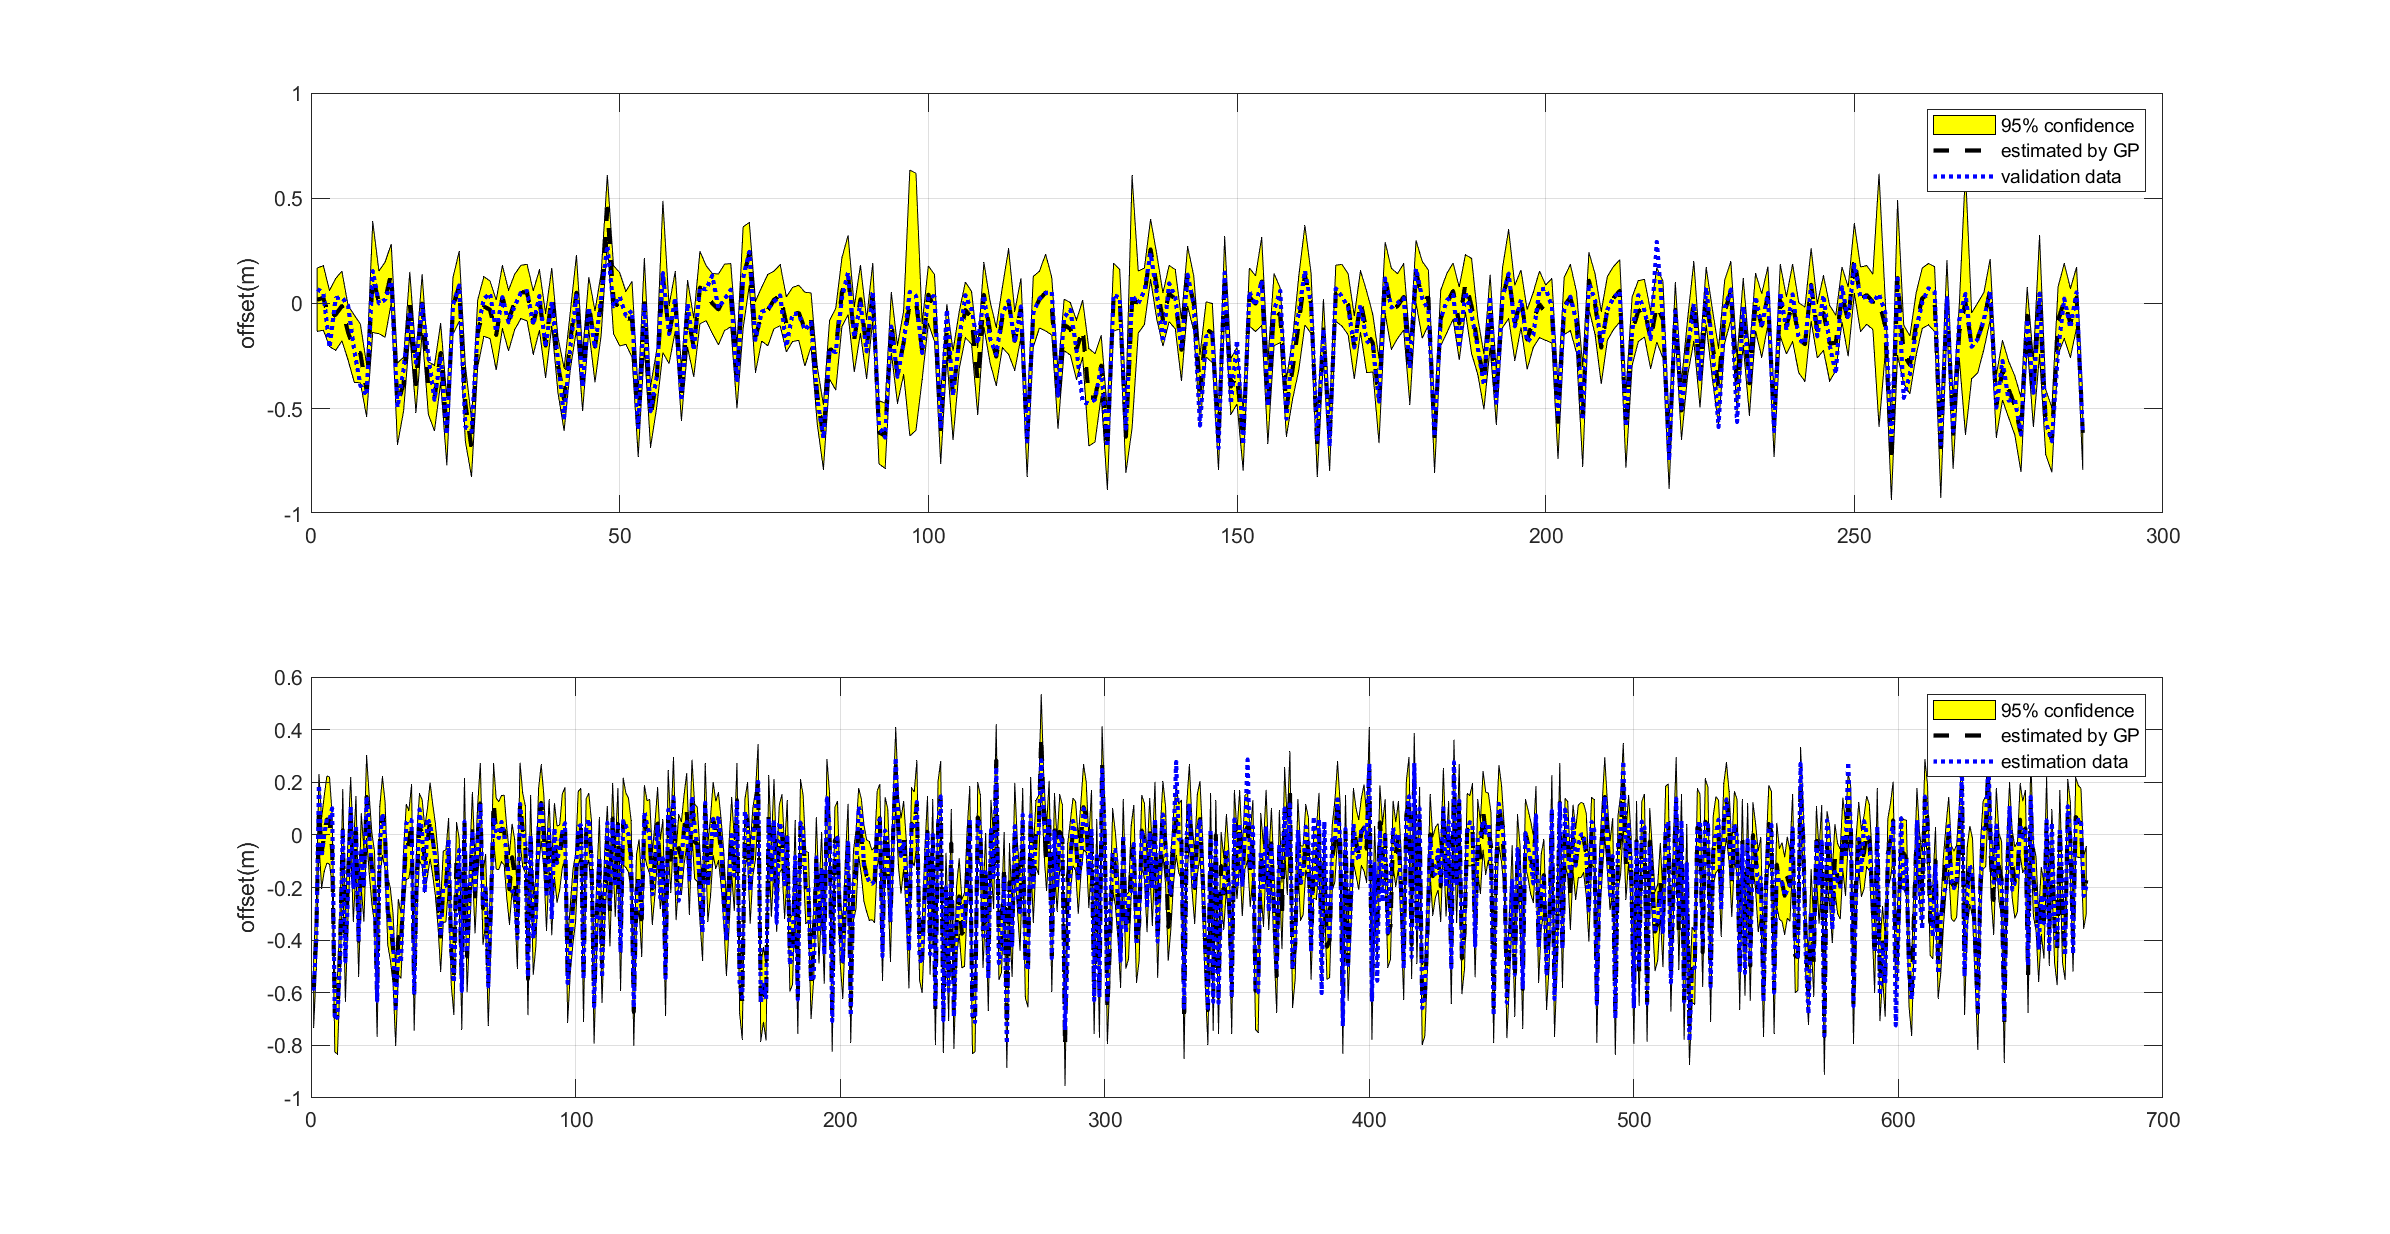 1
0.5
0
-0.5
-1
offset(m)
0 50 100 150 200 250 300
95% confidence
estimated by GP
validation data
0.6
0.4
0.2
0
-0.2
-0.4
-0.6
-0.8
-1
offset(m)
0 100 200 300 400 500 600 700
95% confidence
estimated by GP
estimation data